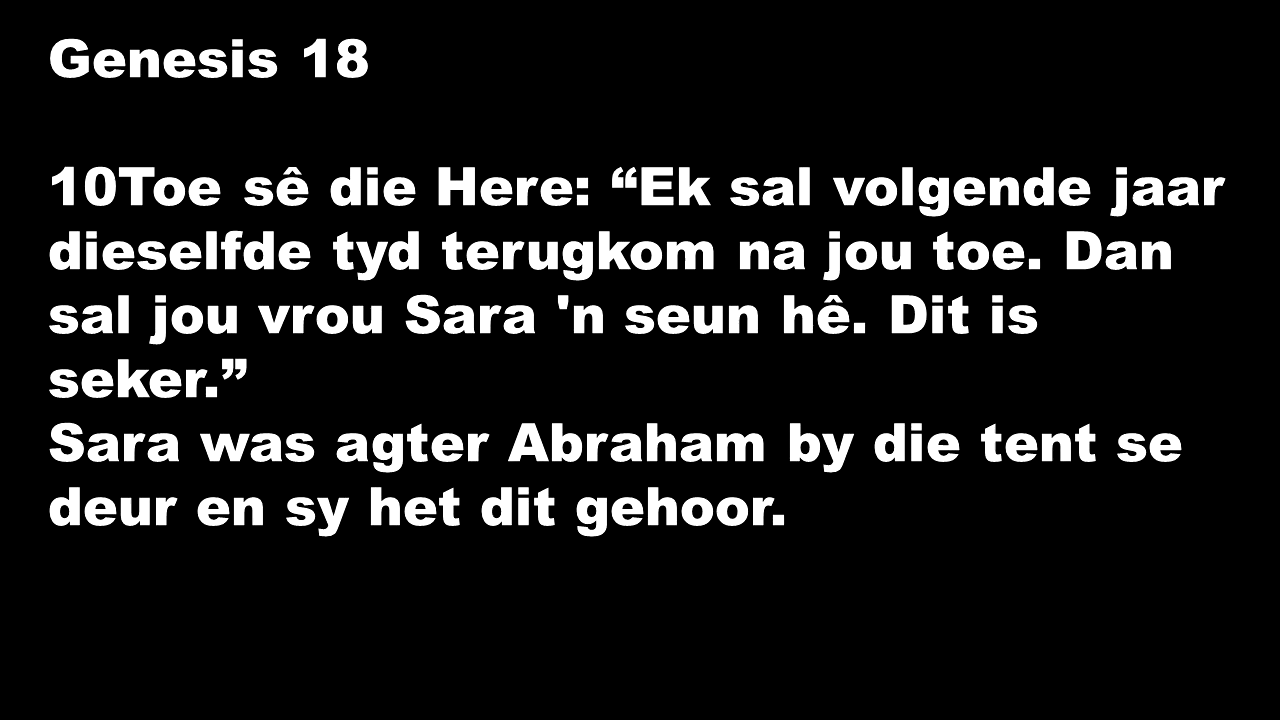 Genesis 18
10Toe sê die Here: “Ek sal volgende jaar
dieselfde tyd terugkom na jou toe. Dan
sal jou vrou Sara 'n seun hê. Dit is
seker.”
Sara was agter Abraham by die tent se
deur en sy het dit gehoor.